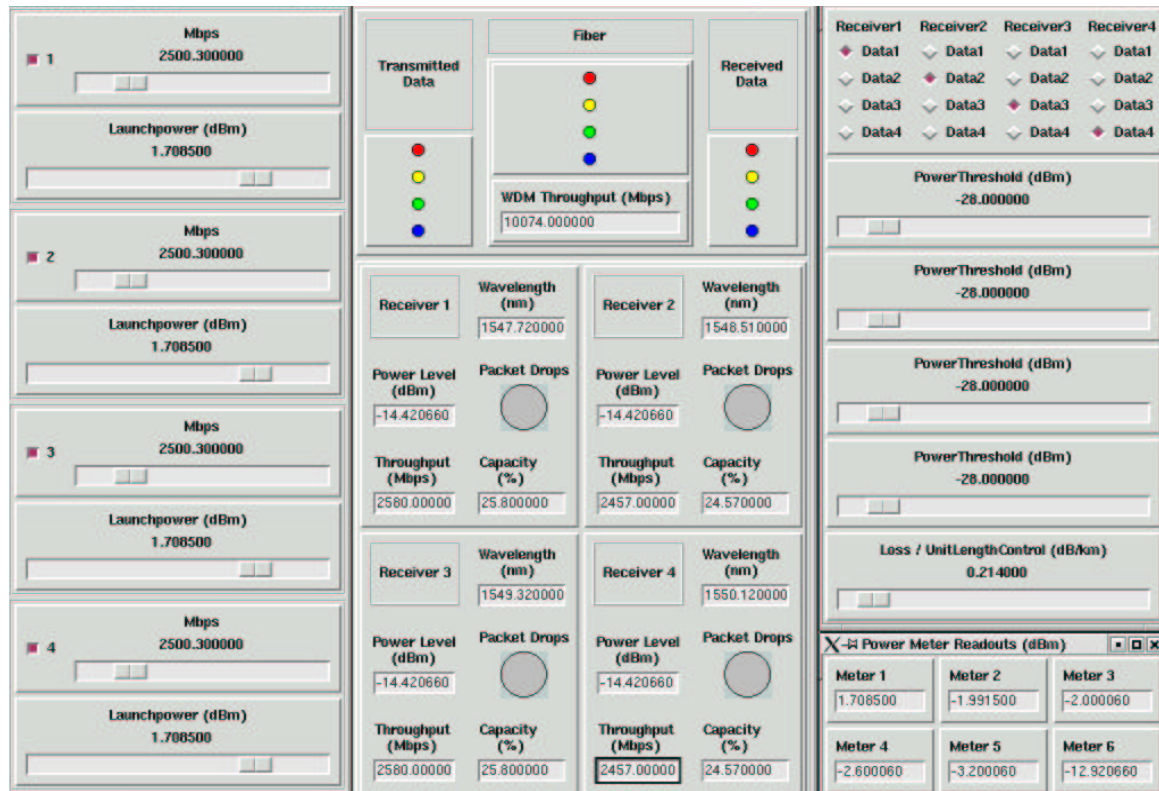 Mbps
1 2500.300000
Launchpower (dBm)
1.708500
Mbps
2 2500.300000
Launchpower (dBm)
1.708500
Mbps
3 2500.300000
Launchpower (dBm)
1.708500
Mbps
4 2500.300000
Launchpower (dBm)
1.708500
Transmitted
Data
Fiber
Received
Data
WDM Throughput (Mbps)
10074.000000
Receiver 1
Wavelength
(nm)
1547.720000
Power Level
(dBm)
-14.420660
Packet Drops
Throughput
(Mbps)
2580.00000
Capacity
(%)
25.800000
Receiver 2
Wavelength
(nm)
1548.510000
Power Level
(dBm)
-14.420660
Packet Drops
Throughput
(Mbps)
2457.00000
Capacity
(%)
24.570000
Receiver 3
Wavelength
(nm)
1549.320000
Power Level
(dBm)
-14.420660
Packet Drops
Throughput
(Mbps)
2580.00000
Capacity
(%)
25.800000
Receiver 4
Wavelength
(nm)
1550.120000
Power Level
(dBm)
-14.420660
Packet Drops
Throughput
(Mbps)
2457.00000
Capacity
(%)
24.570000
Receiver1 Receiver2 Receiver3 Receiver4
Data1 Data1 Data1 Data1
Data2 Data2 Data2 Data2
Data3 Data3 Data3 Data3
Data4 Data4 Data4 Data4
PowerThreshold (dBm)
-28.000000
PowerThreshold (dBm)
-28.000000
PowerThreshold (dBm)
-28.000000
PowerThreshold (dBm)
-28.000000
Loss / UnitLengthControl (dB/km)
0.214000
Power Meter Readouts (dBm)
Meter 1 Meter 2 Meter 3
1.708500 -1.991500 -2.000060
Meter 4 Meter 5 Meter 6
-2.600060 -3.200060 -12.920660